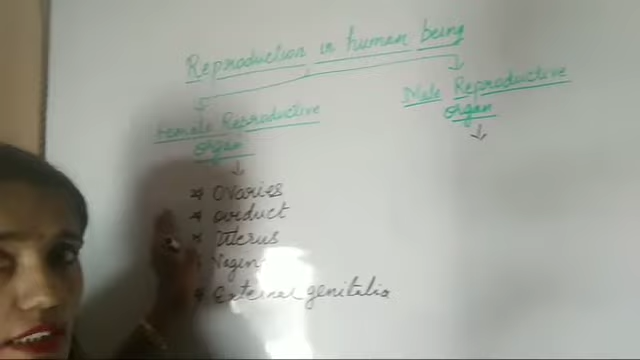 Reproduction in human being
Female Reproductive
organ
Male Reproductive
organ
Ovaries
oviduct
Uterus
Vagina
External genitalia